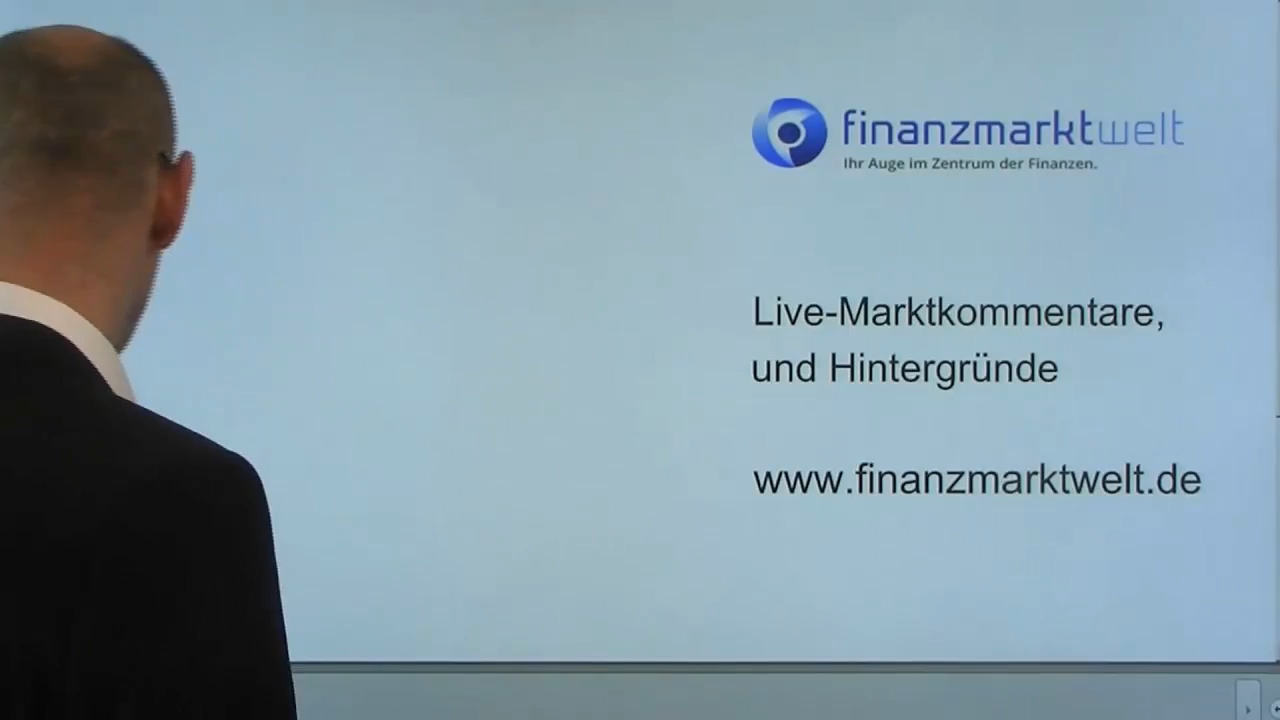 finanzmarktwelt
Ihr Auge im Zentrum der Finanzen.
Live-Marktkommentare,
und Hintergründe
www.finanzmarktwelt.de